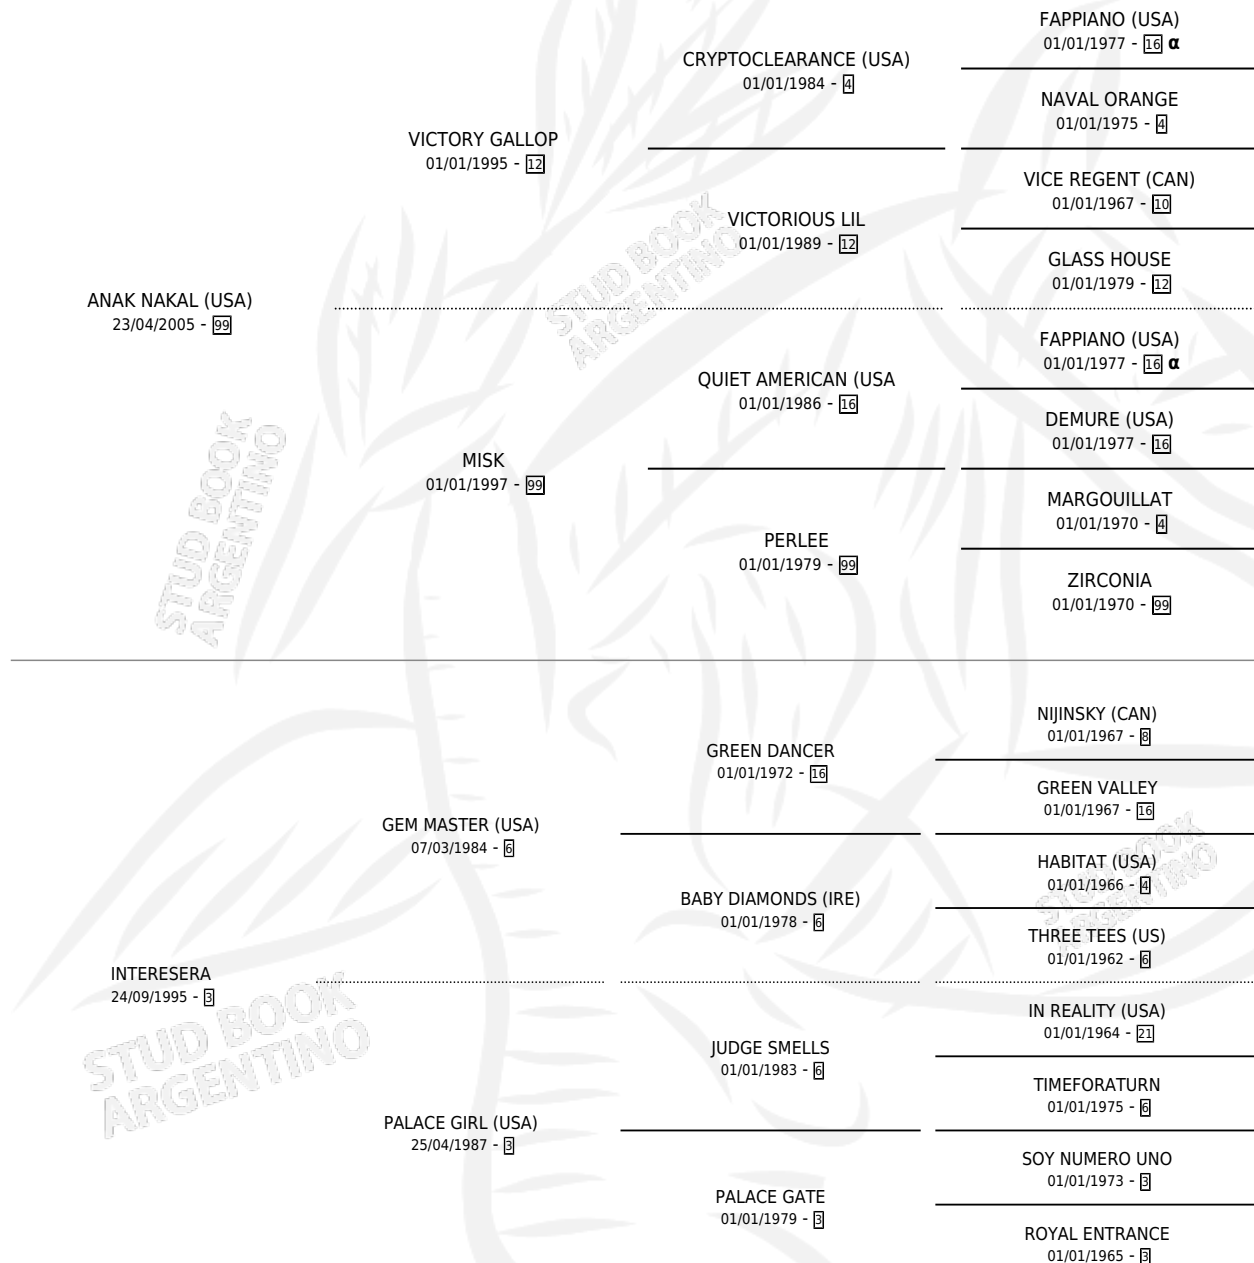 FAPPIANO (USA)
01/01/1977 - 16 α
CRYPTOCLEARANCE (USA)
01/01/1984 - 4
NAVAL ORANGE
01/01/1975 - 4
VICTORY GALLOP
01/01/1995 - 12
VICE REGENT (CAN)
01/01/1967 - 10
VICTORIOUS LIL
01/01/1989 - 12
GLASS HOUSE
01/01/1979 - 12
ANAK NAKAL (USA)
23/04/2005 - 99
FAPPIANO (USA)
01/01/1977 - 16 α
QUIET AMERICAN (USA
01/01/1986 - 16
DEMURE (USA)
01/01/1977 - 16
MISK
01/01/1997 - 99
MARGOUILLAT
01/01/1970 - 4
PERLEE
01/01/1979 - 99
ZIRCONIA
01/01/1970 - 99
NIJINSKY (CAN)
01/01/1967 - 8
GREEN DANCER
01/01/1972 - 16
GREEN VALLEY
01/01/1967 - 16
GEM MASTER (USA)
07/03/1984 - 6
HABITAT (USA)
01/01/1966 - 4
BABY DIAMONDS (IRE)
01/01/1978 - 6
THREE TEES (US)
01/01/1962 - 6
INTERESERA
24/09/1995 - 3
IN REALITY (USA)
01/01/1964 - 21
JUDGE SMELLS
01/01/1983 - 6
TIMEFORATURN
01/01/1975 - 6
PALACE GIRL (USA)
25/04/1987 - 3
SOY NUMERO UNO
01/01/1973 - 3
PALACE GATE
01/01/1979 - 3
ROYAL ENTRANCE
01/01/1965 - 3
STUD BOOK
ARGENTINO
STUD BOOK
ARGENTINO
STUD BOOK
ARGENTINO
STUD BOOK
ARGENTINO